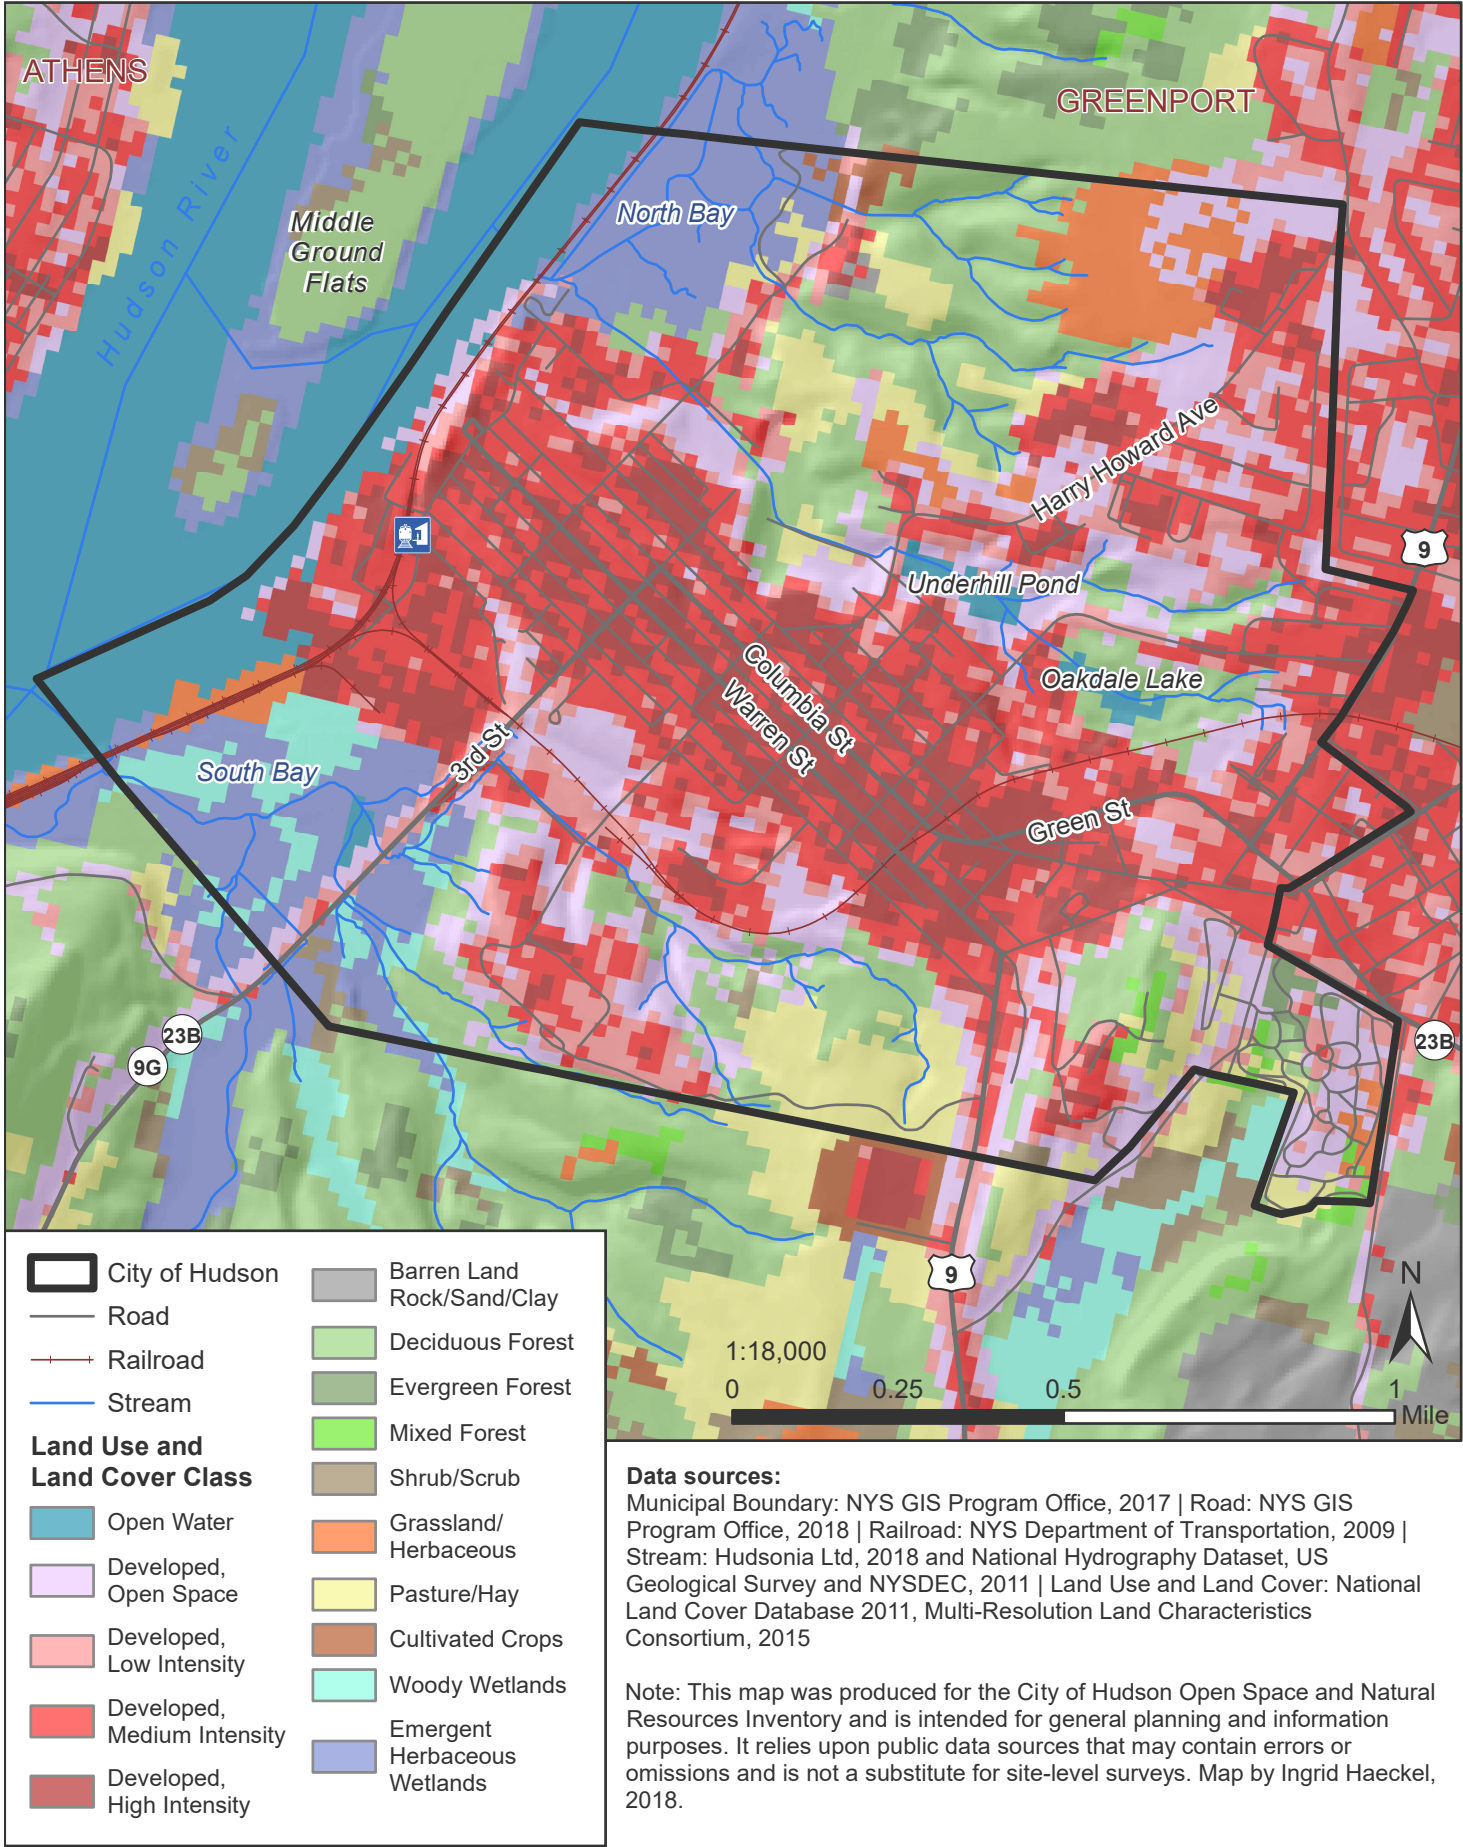 ATHENS
GREENPORT
Hudson River
Middle
Ground
Flats
North Bay
Harry Howard Ave
9
Underhill Pond
Oakdale Lake
Columbia St
Warren St
3rd St
South Bay
Green St
23B
9G
23B
9
N
1:18,000
0 0.25 0.5 1
Mile
City of Hudson
Road
Railroad
Stream
Land Use and
Land Cover Class
Open Water
Developed,
Open Space
Developed,
Low Intensity
Developed,
Medium Intensity
Developed,
High Intensity
Barren Land
Rock/Sand/Clay
Deciduous Forest
Evergreen Forest
Mixed Forest
Shrub/Scrub
Grassland/
Herbaceous
Pasture/Hay
Cultivated Crops
Woody Wetlands
Emergent
Herbaceous
Wetlands
Data sources:
Municipal Boundary: NYS GIS Program Office, 2017 | Road: NYS GIS
Program Office, 2018 | Railroad: NYS Department of Transportation, 2009 |
Stream: Hudsonia Ltd, 2018 and National Hydrography Dataset, US
Geological Survey and NYSDEC, 2011 | Land Use and Land Cover: National
Land Cover Database 2011, Multi-Resolution Land Characteristics
Consortium, 2015
Note: This map was produced for the City of Hudson Open Space and Natural
Resources Inventory and is intended for general planning and information
purposes. It relies upon public data sources that may contain errors or
omissions and is not a substitute for site-level surveys. Map by Ingrid Haeckel,
2018.